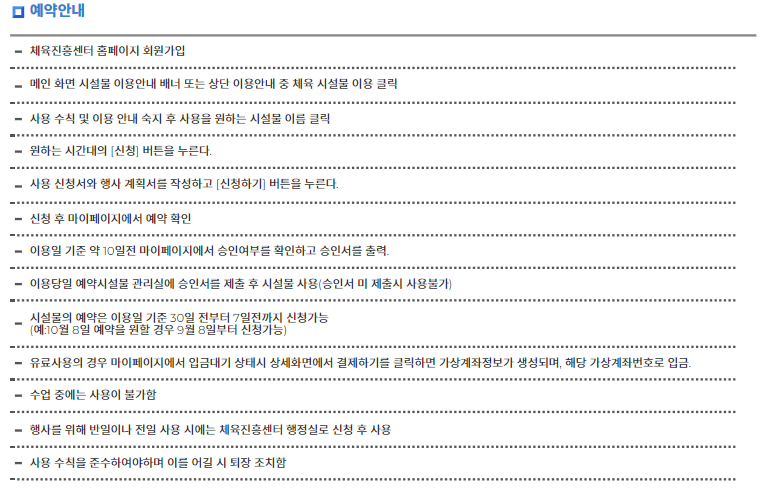 예약안내
체육진흥센터 홈페이지 회원가입
메인 화면 시설물 이용안내 배너 또는 상단 이용안내 중 체육 시설물 이용 클릭
사용 수칙 및 이용 안내 숙지 후 사용을 원하는 시설물 이름 클릭
원하는 시간대의 [신청] 버튼을 누른다.
사용 신청서와 행사 계획서를 작성하고 [신청하기] 버튼을 누른다.
신청 후 마이페이지에서 예약 확인
이용일 기준 약 10일전 마이페이지에서 승인여부를 확인하고 승인서를 출력.
이용당일 예약시설물 관리실에 승인서를 제출 후 시설물 사용(승인서 미 제출시 사용불가)
시설물의 예약은 이용일 기준 30일 전부터 7일전까지 신청가능
(예:10월 8일 예약을 원할 경우 9월 8일부터 신청가능)
유료사용의 경우 마이페이지에서 입금대기 상태시 상세화면에서 결제하기를 클릭하면 가상계좌정보가 생성되며, 해당 가상계좌번호로 입금.
수업 중에는 사용이 불가함
행사를 위해 반일이나 전일 사용 시에는 체육진흥센터 행정실로 신청 후 사용
사용 수칙을 준수하여야하며 이를 어길 시 퇴장 조치함